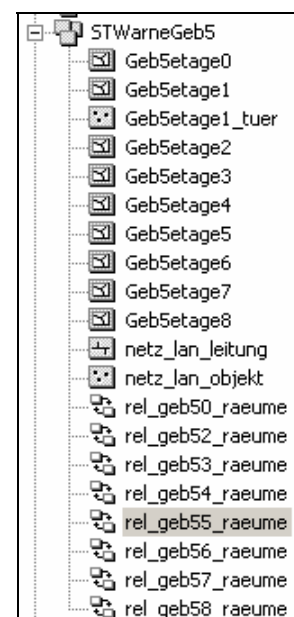 STWarneGeb5
Geb5etage0
Geb5etage1
Geb5etage1_tuer
Geb5etage2
Geb5etage3
Geb5etage4
Geb5etage5
Geb5etage6
Geb5etage7
Geb5etage8
netz_lan_leitung
netz_lan_objekt
rel_geb50_raeume
rel_geb52_raeume
rel_geb53_raeume
rel_geb54_raeume
rel_geb55_raeume
rel_geb56_raeume
rel_geb57_raeume
rel_geb58_raeume